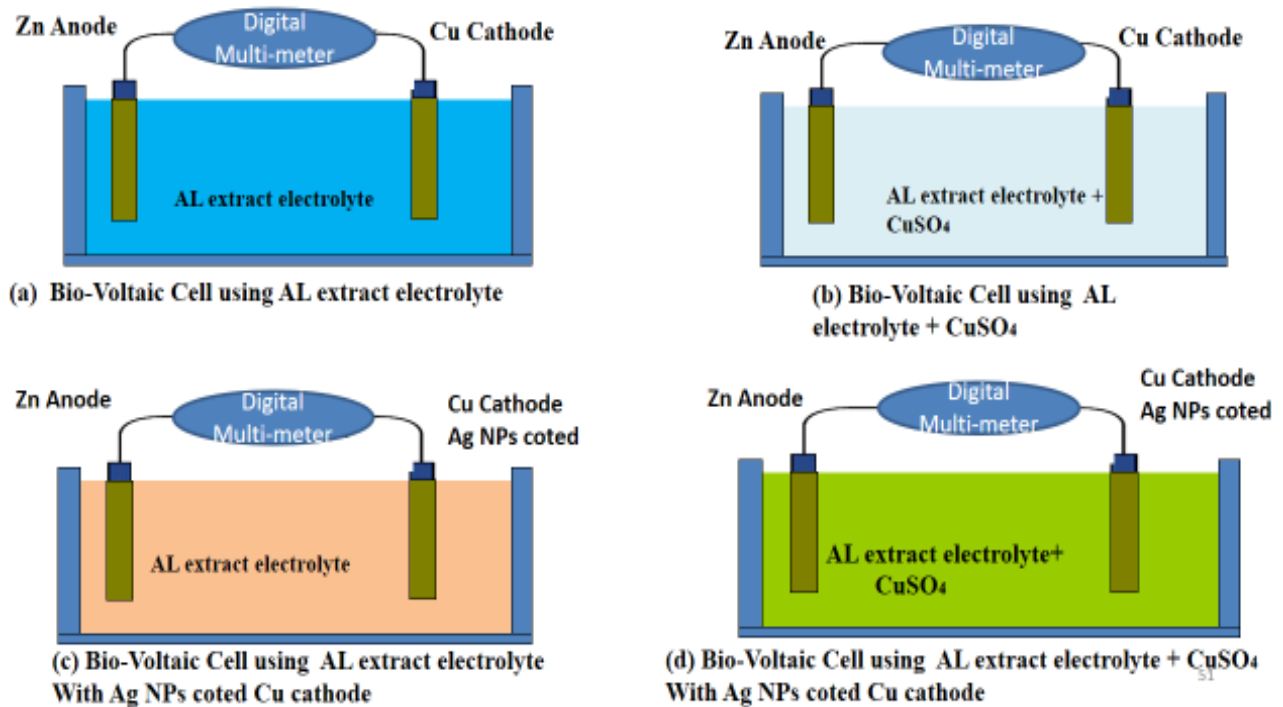 Zn Anode
Digital
Multi-meter
Cu Cathode
AL extract electrolyte
(a) Bio-Voltaic Cell using AL extract electrolyte
Zn Anode
Digital
Multi-meter
Cu Cathode
AL extract electrolyte +
CuSO₄
(b) Bio-Voltaic Cell using AL
electrolyte + CuSO₄
Zn Anode
Digital
Multi-meter
Cu Cathode
Ag NPs coted
AL extract electrolyte
(c) Bio-Voltaic Cell using AL extract electrolyte
With Ag NPs coted Cu cathode
Zn Anode
Digital
Multi-meter
Cu Cathode
Ag NPs coted
AL extract electrolyte+
CuSO₄
(d) Bio-Voltaic Cell using AL extract electrolyte + CuSO₄
With Ag NPs coted Cu cathode
51